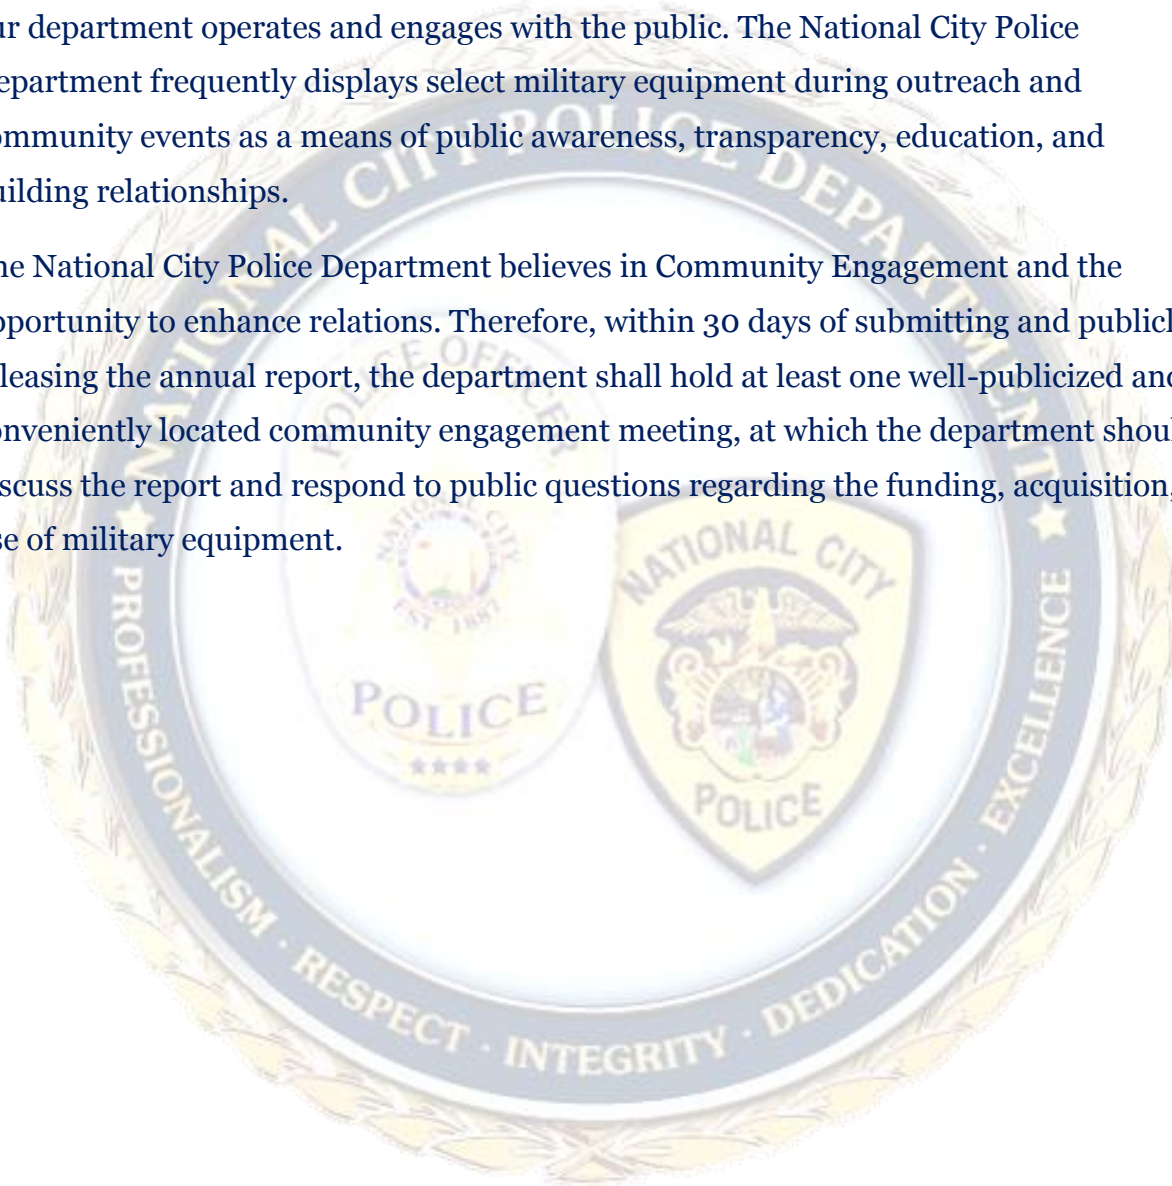 ur department operates and engages with the public. The National City Police
epartment frequently displays select military equipment during outreach and
ommunity events as a means of public awareness, transparency, education, and
uilding relationships.
he National City Police Department believes in Community Engagement and the
pportunity to enhance relations. Therefore, within 30 days of submitting and publicl
leasing the annual report, the department shall hold at least one well-publicized and
onveniently located community engagement meeting, at which the department shoul
iscuss the report and respond to public questions regarding the funding, acquisition,
se of military equipment.
NATIONAL CITY POLICE DEPARTMENT
POLICE OFFICER
NATIONAL CITY
EST. 1887
POLICE
NATIONAL CITY
POLICE
PROFESSIONALISM · RESPECT · INTEGRITY · DEDICATION · EXCELLENCE